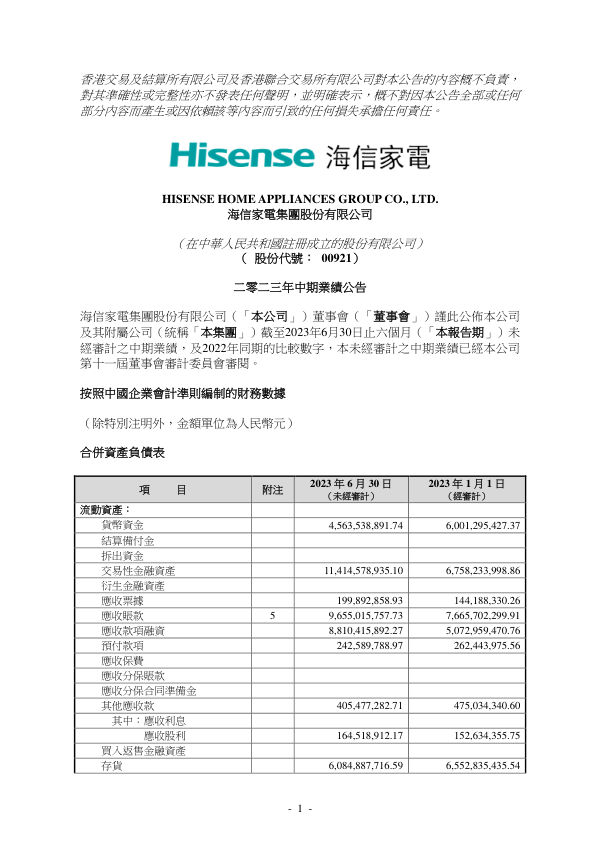 香港交易及結算所有限公司及香港聯合交易所有限公司對本公告的內容概不負責，
對其準確性或完整性亦不發表任何聲明，並明確表示，概不對因本公告全部或任何
部分內容而產生或因依賴該等內容而引致的任何損失承擔任何責任。
Hisense 海信家電
HISENSE HOME APPLIANCES GROUP CO., LTD.
海信家電集團股份有限公司
（在中華人民共和國註冊成立的股份有限公司）
（ 股份代號： 00921）
二零二三年中期業績公告
海信家電集團股份有限公司（「本公司」）董事會（「董事會」）謹此公佈本公司
及其附屬公司（統稱「本集團」）截至2023年6月30日止六個月（「本報告期」）未
經審計之中期業績，及2022年同期的比較數字，本未經審計之中期業績已經本公司
第十一屆董事會審計委員會審閱。
按照中國企業會計準則編制的財務數據
（除特別注明外，金額單位為人民幣元）
合併資產負債表
項 目 附注 2023 年 6 月 30 日 2023 年 1 月 1 日
（未經審計） （經審計）
流動資產：
貨幣資金 4,563,538,891.74 6,001,295,427.37
結算備付金
拆出資金
交易性金融資產 11,414,578,935.10 6,758,233,998.86
衍生金融資產
應收票據 199,892,858.93 144,188,330.26
應收賬款 5 9,655,015,757.73 7,665,702,299.91
應收款項融資 8,810,415,892.27 5,072,959,470.76
預付款項 242,589,788.97 262,443,975.56
應收保費
應收分保賬款
應收分保合同準備金
其他應收款 405,477,282.71 475,034,340.60
其中：應收利息
應收股利 164,518,912.17 152,634,355.75
買入返售金融資產
存貨 6,084,887,716.59 6,552,835,435.54
- 1 -